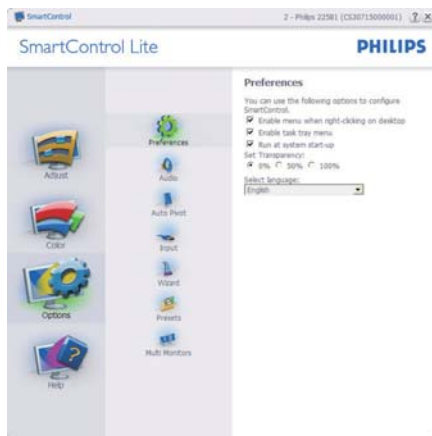 SmartControl
2 - Philips 225B1 (CS30715000001)
SmartControl Lite
PHILIPS
Adjust
Color
Options
Help
Preferences
Audio
Auto Pivot
Input
Wizard
Presets
Multi Monitors
Preferences
You can use the following options to configure
SmartControl.
Enable menu when right-clicking on desktop
Enable task tray menu
Run at system start-up
Set Transparency:
0% 50% 100%
Select language:
English